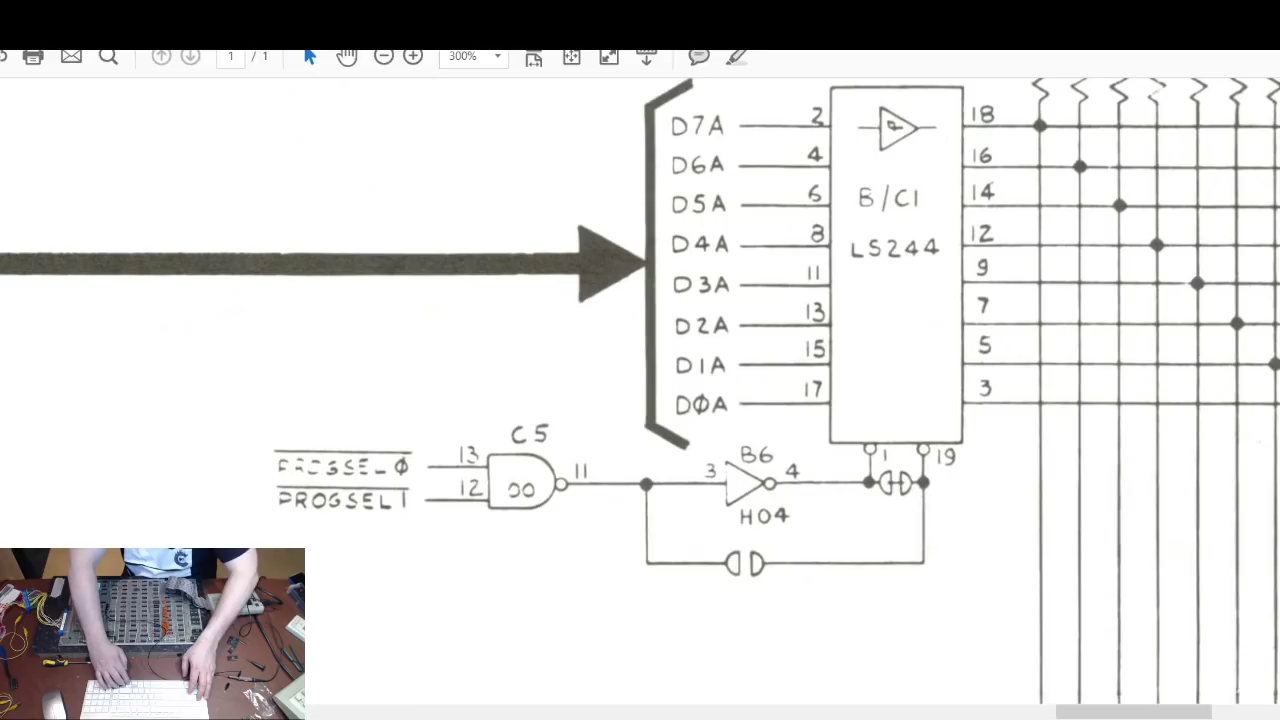 1 / 1 300%
D7A 2 18
D6A 4 16
D5A 6 B/C1 14
D4A 8 LS244 12
D3A 11 9
D2A 13 7
D1A 15 5
DØA 17 3
C5
PROGSELØ 13 11 B6 1 19
PROGSEL1 12 00 3 4
H04